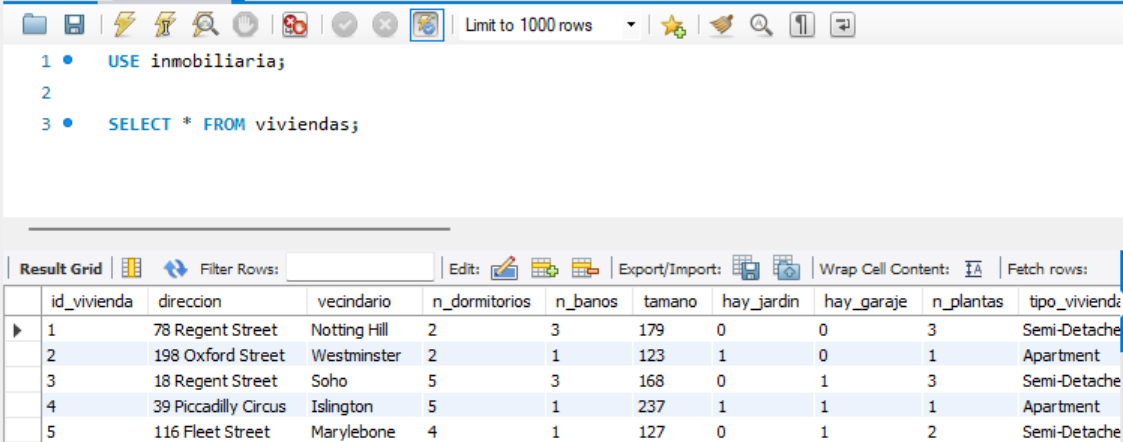 Limit to 1000 rows
1 USE inmobiliaria;
2
3 SELECT * FROM viviendas;
Result Grid Filter Rows: Edit: Export/Import: Wrap Cell Content: IA Fetch rows:
id_vivienda direccion vecindario n_dormitorios n_banos tamano hay_jardin hay_garaje n_plantas tipo_vivienda
1 78 Regent Street Notting Hill 2 3 179 0 0 3 Semi-Detache
2 198 Oxford Street Westminster 2 1 123 1 0 1 Apartment
3 18 Regent Street Soho 5 3 168 0 1 3 Semi-Detache
4 39 Piccadilly Circus Islington 5 1 237 1 1 1 Apartment
5 116 Fleet Street Marylebone 4 1 127 0 1 2 Semi-Detache